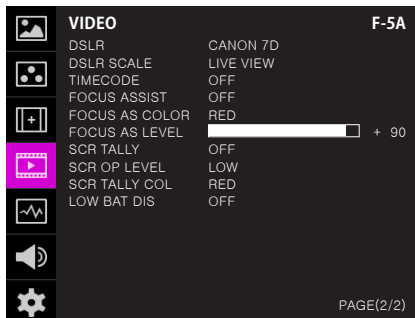 VIDEO F-5A
DSLR CANON 7D
DSLR SCALE LIVE VIEW
TIMECODE OFF
FOCUS ASSIST OFF
FOCUS AS COLOR RED
FOCUS AS LEVEL + 90
SCR TALLY OFF
SCR OP LEVEL LOW
SCR TALLY COL RED
LOW BAT DIS OFF
PAGE(2/2)